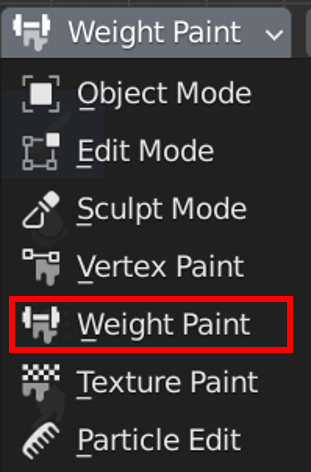 Weight Paint
Object Mode
Edit Mode
Sculpt Mode
Vertex Paint
Weight Paint
Texture Paint
Particle Edit